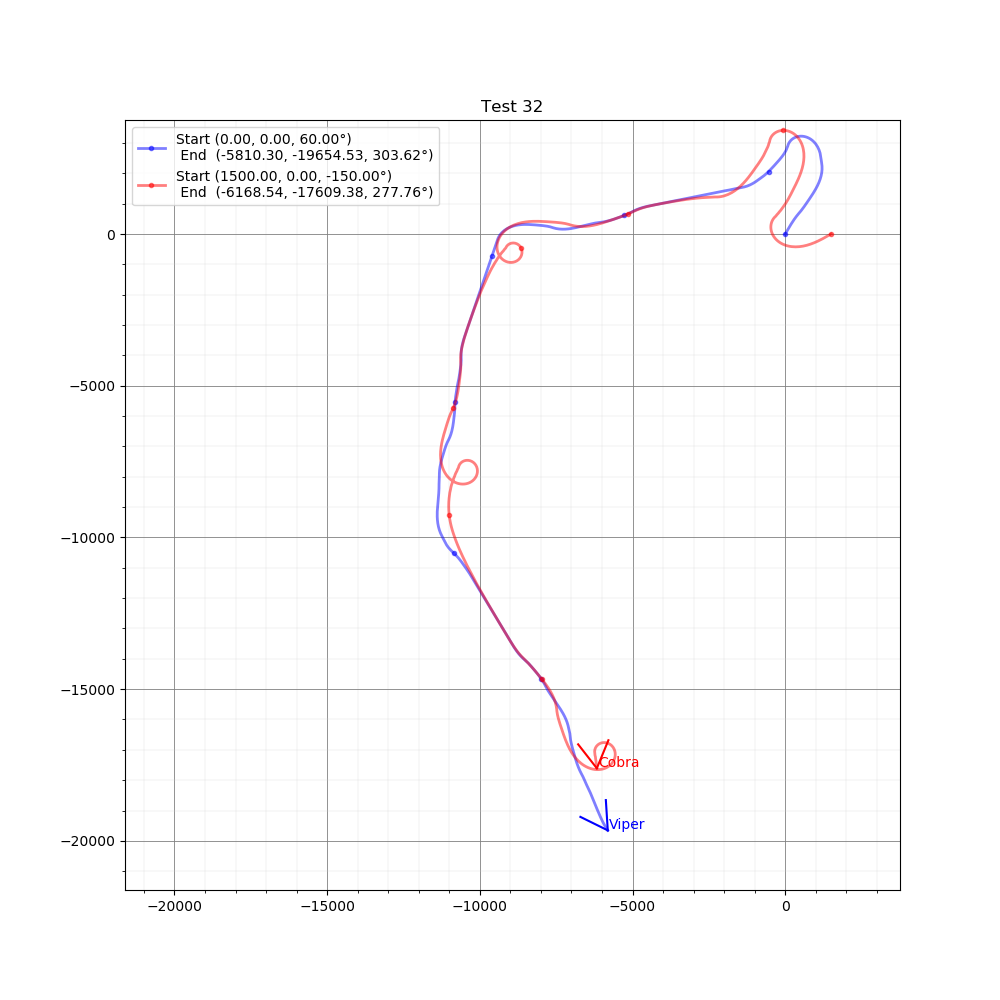 Test 32
Start (0.00, 0.00, 60.00°)
End (-5810.30, -19654.53, 303.62°)
Start (1500.00, 0.00, -150.00°)
End (-6168.54, -17609.38, 277.76°)
0
−5000
−10000
−15000
−20000
Cobra
Viper
−20000 −15000 −10000 −5000 0